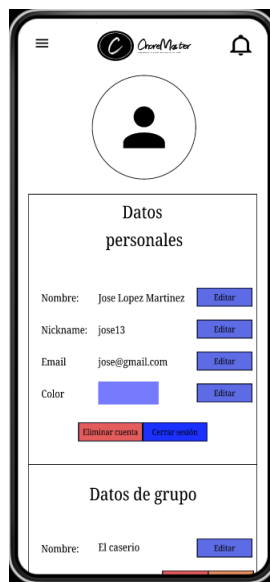 C ChoreMaster
Datos
personales
Nombre: Jose Lopez Martinez Editar
Nickname: jose13 Editar
Email jose@gmail.com Editar
Color Editar
Eliminar cuenta Cerrar sesión
Datos de grupo
Nombre: El caserio Editar